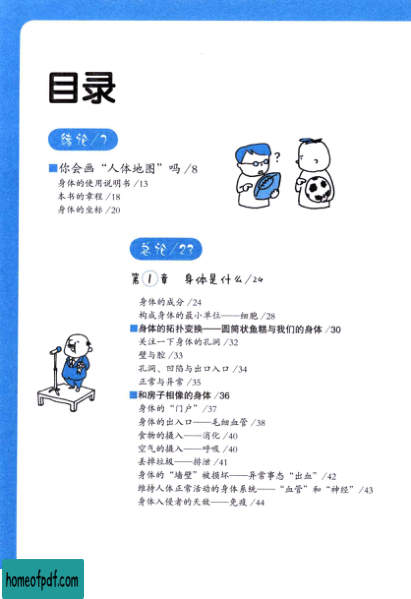 目录
绪论/7
■你会画“人体地图”吗/8
身体的使用说明书/13
本书的章程/18
身体的坐标/20
?
总论/23
第1章 身体是什么/24
身体的成分/24
构成身体的最小单位——细胞/28
■身体的拓扑变换——圆筒状鱼糕与我们的身体/30
关注一下身体的孔洞/32
壁与腔/33
孔洞、凹陷与出口入口/34
正常与异常/35
■和房子相像的身体/36
身体的“门户”/37
身体的出入口——毛细血管/38
食物的摄入——消化/40
空气的摄入——呼吸/40
丢掉垃圾——排泄/41
身体的“墙壁”被损坏——异常事态“出血”/42
维持人体正常活动的身体系统——“血管”和“神经”/43
身体入侵者的天敌——免疫/44
homeofpdf.com